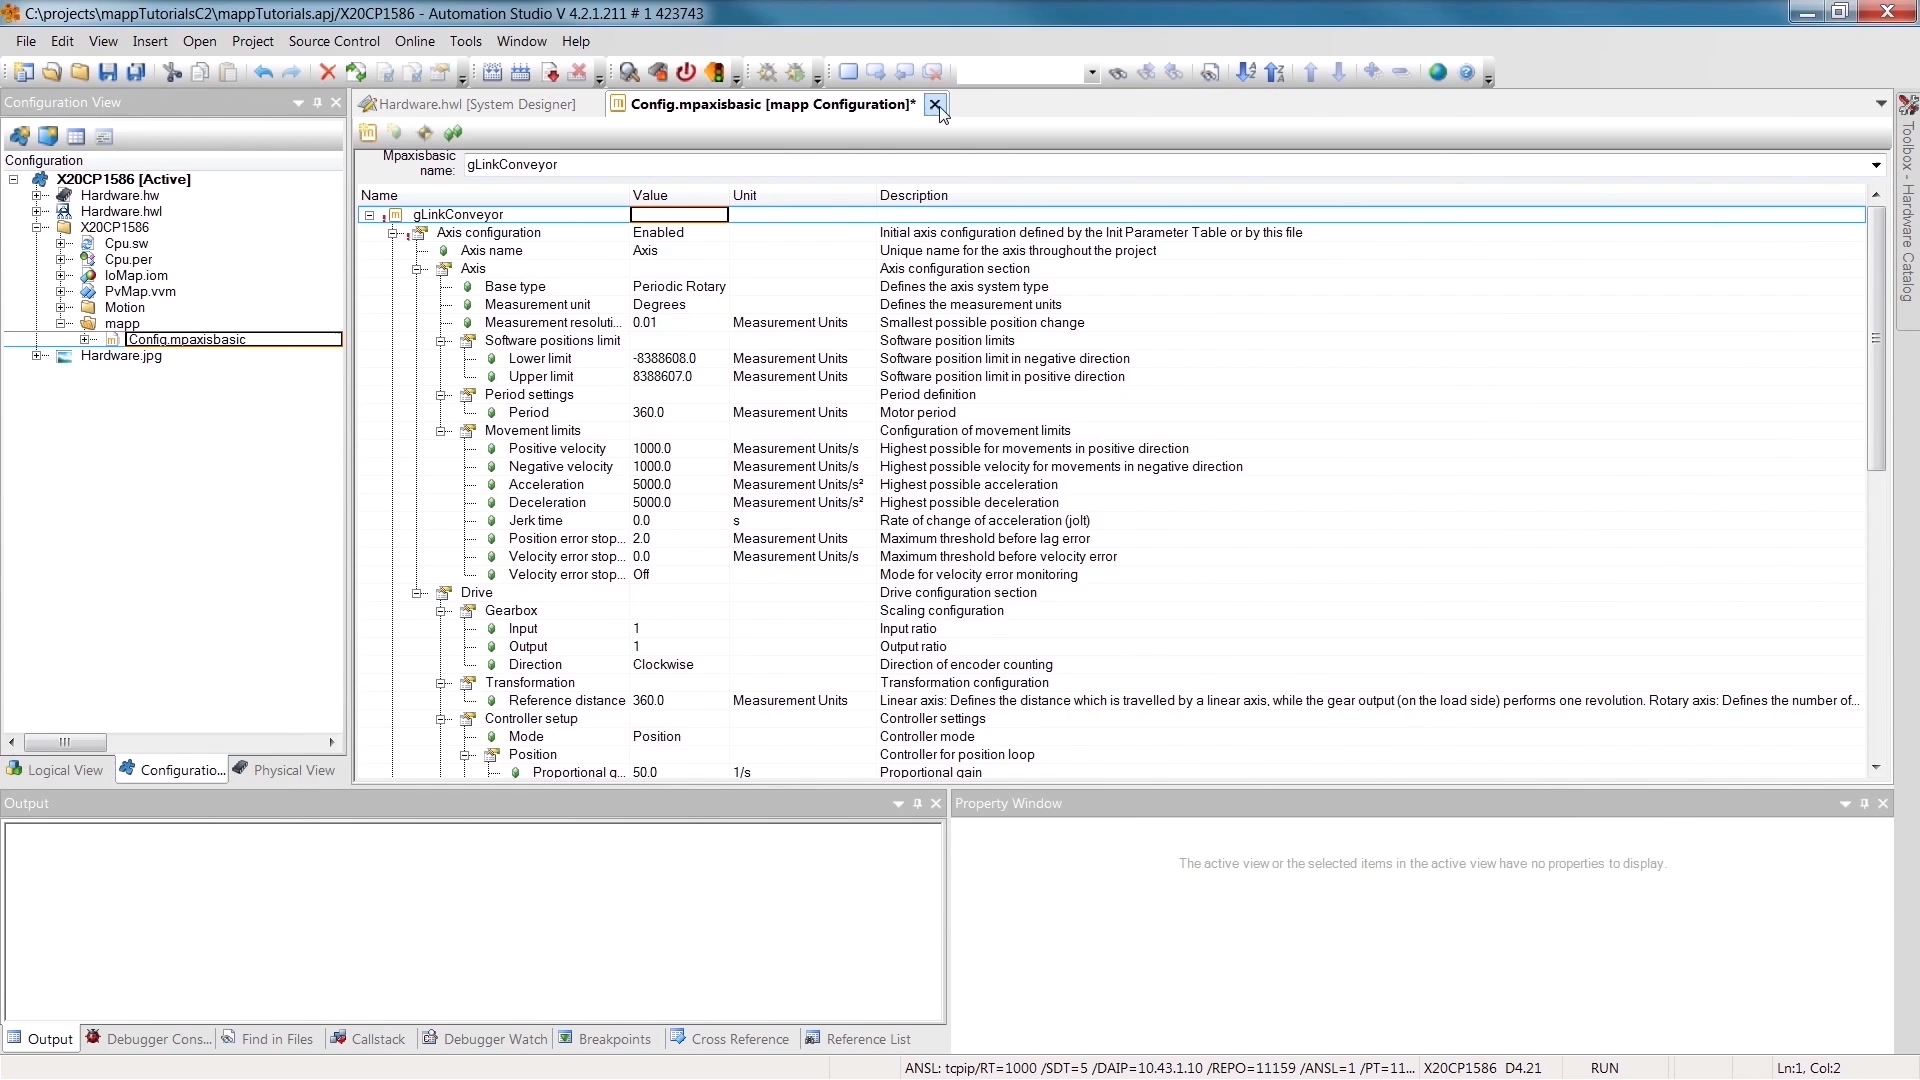 C:\projects\mappTutorialsC2\mappTutorials.apj/X20CP1586 - Automation Studio V 4.2.1.211 # 1 423743
File Edit View Insert Open Project Source Control Online Tools Window Help
Configuration View
Hardware.hwl [System Designer] Config.mpaxisbasic [mapp Configuration]*
Configuration
X20CP1586 [Active]
Hardware.hw
Hardware.hwl
X20CP1586
Cpu.sw
Cpu.per
IoMap.iom
PvMap.vvm
Motion
mapp
Config.mpaxisbasic
Hardware.jpg
Logical View Configuratio... Physical View
Mpaxisbasic name: gLinkConveyor
Name Value Unit Description
gLinkConveyor
Axis configuration Enabled Initial axis configuration defined by the Init Parameter Table or by this file
Axis name Axis Unique name for the axis throughout the project
Axis Axis configuration section
Base type Periodic Rotary Defines the axis system type
Measurement unit Degrees Defines the measurement units
Measurement resoluti... 0.01 Measurement Units Smallest possible position change
Software positions limit Software position limits
Lower limit -8388608.0 Measurement Units Software position limit in negative direction
Upper limit 8388607.0 Measurement Units Software position limit in positive direction
Period settings Period definition
Period 360.0 Measurement Units Motor period
Movement limits Configuration of movement limits
Positive velocity 1000.0 Measurement Units/s Highest possible for movements in positive direction
Negative velocity 1000.0 Measurement Units/s Highest possible velocity for movements in negative direction
Acceleration 5000.0 Measurement Units/s² Highest possible acceleration
Deceleration 5000.0 Measurement Units/s² Highest possible deceleration
Jerk time 0.0 s Rate of change of acceleration (jolt)
Position error stop... 2.0 Measurement Units Maximum threshold before lag error
Velocity error stop... 0.0 Measurement Units/s Maximum threshold before velocity error
Velocity error stop... Off Mode for velocity error monitoring
Drive Drive configuration section
Gearbox Scaling configuration
Input 1 Input ratio
Output 1 Output ratio
Direction Clockwise Direction of encoder counting
Transformation Transformation configuration
Reference distance 360.0 Measurement Units Linear axis: Defines the distance which is travelled by a linear axis, while the gear output (on the load side) performs one revolution. Rotary axis: Defines the number of...
Controller setup Controller settings
Mode Position Controller mode
Position Controller for position loop
Proportional g... 50.0 1/s Proportional gain
Toolbox - Hardware Catalog
Output
Property Window
The active view or the selected items in the active view have no properties to display.
Output Debugger Cons... Find in Files Callstack Debugger Watch Breakpoints Cross Reference Reference List
ANSL: tcpip/RT=1000 /SDT=5 /DAIP=10.43.1.10 /REPO=11159 /ANSL=1 /PT=11... X20CP1586 D4.21 RUN Ln:1, Col:2